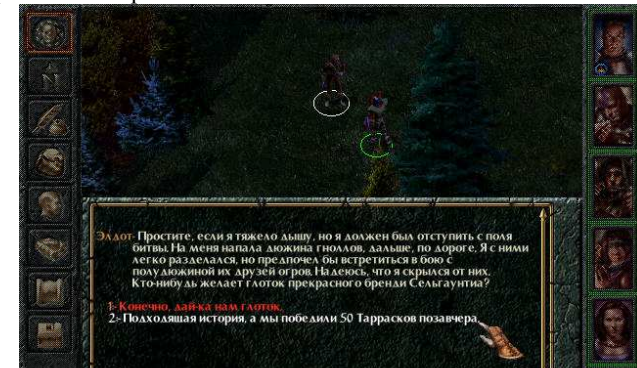 Элдот- Простите, если я тяжело дышу, но я должен был отступить с поля
битвы. На меня напала дюжина гноллов, дальше, по дороге. Я с ними
легко разделался, но предпочел бы встретиться в бою с
полудюжиной их друзей огров. Надеюсь, что я скрылся от них.
Кто-нибудь желает глоток прекрасного бренди Сельгаунтиа?
1:- Конечно, дай-ка нам глоток.
2:- Подходящая история, а мы победили 50 Таррасков позавчера.